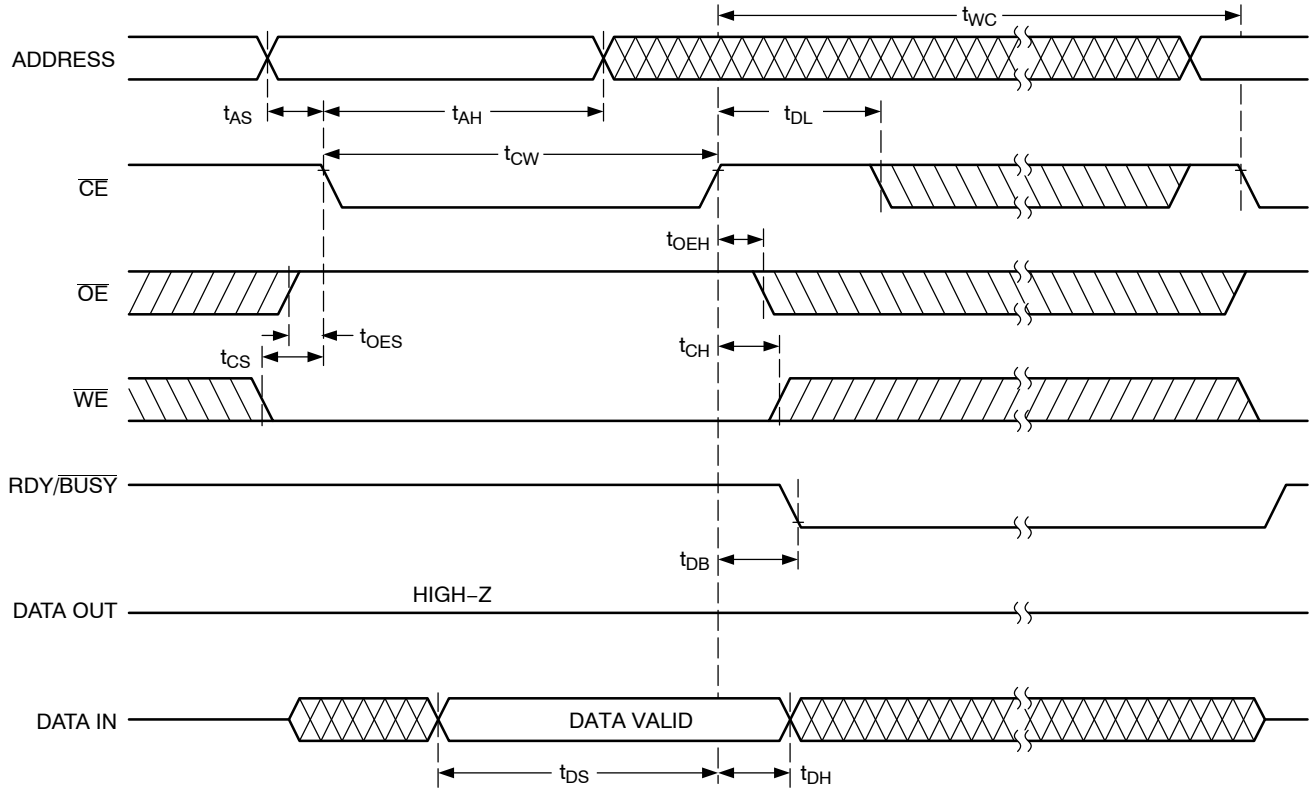 tWC
ADDRESS
tAS
tAH
tDL
tCW
CE
tOEH
OE
tOES
tCS
tCH
WE
RDY/BUSY
tDB
HIGH–Z
DATA OUT
DATA IN
DATA VALID
tDS
tDH